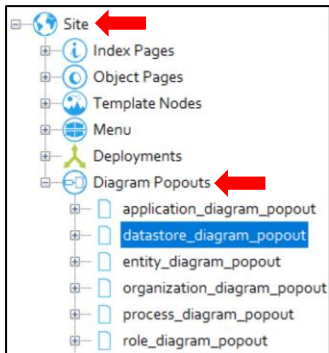 Site
Index Pages
Object Pages
Template Nodes
Menu
Deployments
Diagram Popouts
application_diagram_popout
datastore_diagram_popout
entity_diagram_popout
organization_diagram_popout
process_diagram_popout
role_diagram_popout